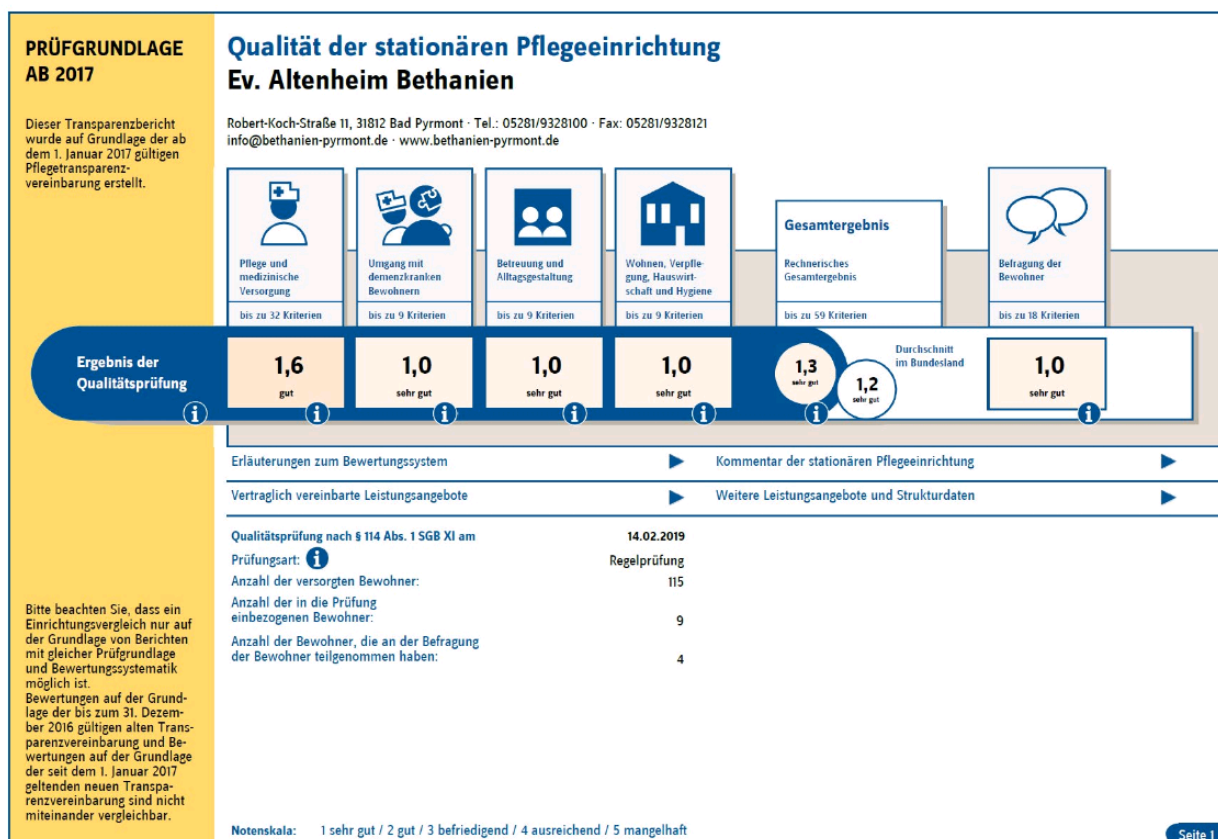 PRÜFGRUNDLAGE
AB 2017
Dieser Transparenzbericht
wurde auf Grundlage der ab
dem 1. Januar 2017 gültigen
Pflegetransparenz-
vereinbarung erstellt.
Qualität der stationären Pflegeeinrichtung
Ev. Altenheim Bethanien
Robert-Koch-Straße 11, 31812 Bad Pyrmont · Tel.: 05281/9328100 · Fax: 05281/9328121
info@bethanien-pyrmont.de · www.bethanien-pyrmont.de
Pflege und
medizinische
Versorgung
bis zu 32 Kriterien
Umgang mit
demenzkranken
Bewohnern
bis zu 9 Kriterien
Betreuung und
Alltagsgestaltung
bis zu 9 Kriterien
Wohnen, Verpfle-
gung, Hauswirt-
schaft und Hygiene
bis zu 9 Kriterien
Gesamtergebnis
Rechnerisches
Gesamtergebnis
bis zu 59 Kriterien
Befragung der
Bewohner
bis zu 18 Kriterien
Ergebnis der
Qualitätsprüfung
1,6
gut
1,0
sehr gut
1,0
sehr gut
1,0
sehr gut
1,3
sehr gut
1,2
sehr gut
Durchschnitt
im Bundesland
1,0
sehr gut
Erläuterungen zum Bewertungssystem
Kommentar der stationären Pflegeeinrichtung
Vertraglich vereinbarte Leistungsangebote
Weitere Leistungsangebote und Strukturdaten
Qualitätsprüfung nach § 114 Abs. 1 SGB XI am 14.02.2019
Prüfungsart: Regelprüfung
Anzahl der versorgten Bewohner: 115
Anzahl der in die Prüfung
einbezogenen Bewohner: 9
Anzahl der Bewohner, die an der Befragung
der Bewohner teilgenommen haben: 4
Bitte beachten Sie, dass ein
Einrichtungsvergleich nur auf
der Grundlage von Berichten
mit gleicher Prüfgrundlage
und Bewertungssystematik
möglich ist.
Bewertungen auf der Grund-
lage der bis zum 31. Dezem-
ber 2016 gültigen alten Trans-
parenzvereinbarung und Be-
wertungen auf der Grundlage
der seit dem 1. Januar 2017
geltenden neuen Transpa-
renzvereinbarung sind nicht
miteinander vergleichbar.
Notenskala: 1 sehr gut / 2 gut / 3 befriedigend / 4 ausreichend / 5 mangelhaft
Seite 1